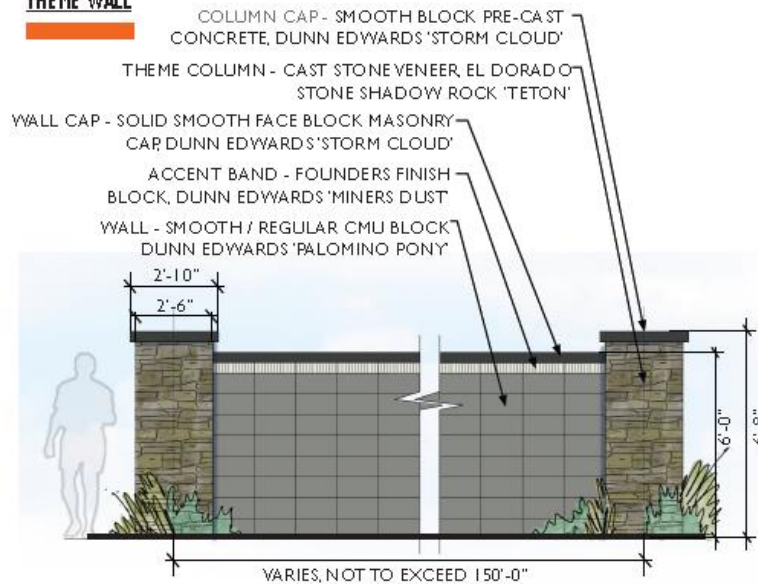 THEME WALL
COLUMN CAP - SMOOTH BLOCK PRE-CAST
CONCRETE, DUNN EDWARDS 'STORM CLOUD'
THEME COLUMN - CAST STONE VENEER, EL DORADO
STONE SHADOW ROCK 'TETON'
WALL CAP - SOLID SMOOTH FACE BLOCK MASONRY
CAP, DUNN EDWARDS 'STORM CLOUD'
ACCENT BAND - FOUNDERS FINISH
BLOCK, DUNN EDWARDS 'MINERS DUST'
WALL - SMOOTH / REGULAR CMU BLOCK
DUNN EDWARDS 'PALOMINO PONY'
2'-10"
2'-6"
6'-0"
VARIES, NOT TO EXCEED 150'-0"